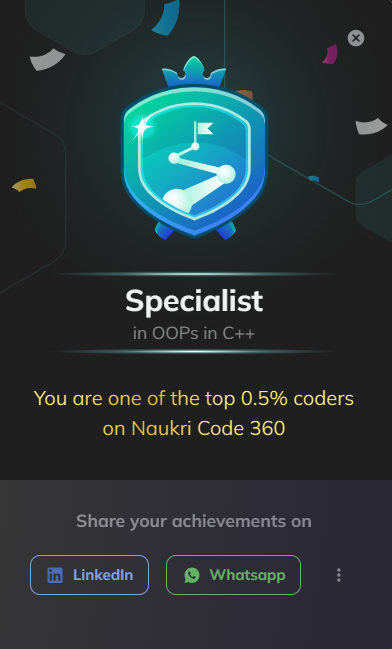 Specialist
in OOPs in C++
You are one of the top 0.5% coders
on Naukri Code 360
Share your achievements on
LinkedIn
Whatsapp